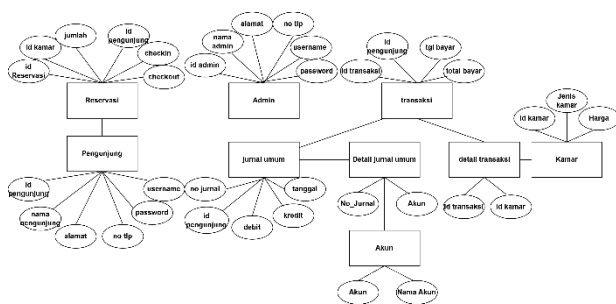 jumlah
id
pengunjung
id kamar
checkin
id
Reservasi
checkout
Reservasi
alamat
no tlp
nama
admin
username
id admin
password
Admin
id
pengunjung
tgl bayar
id transaksi
total bayar
transaksi
Jenis
kamar
id kamar
Harga
Pengunjung
jurnal umum
Detail jurnal umum
detail transaksi
Kamar
id
pengunjung
nama
pengunjung
alamat
no tlp
password
username
no jurnal
id
pengunjung
debit
kredit
tanggal
No_Jurnal
Akun
id transaksi
id kamar
Akun
Akun
Nama Akun